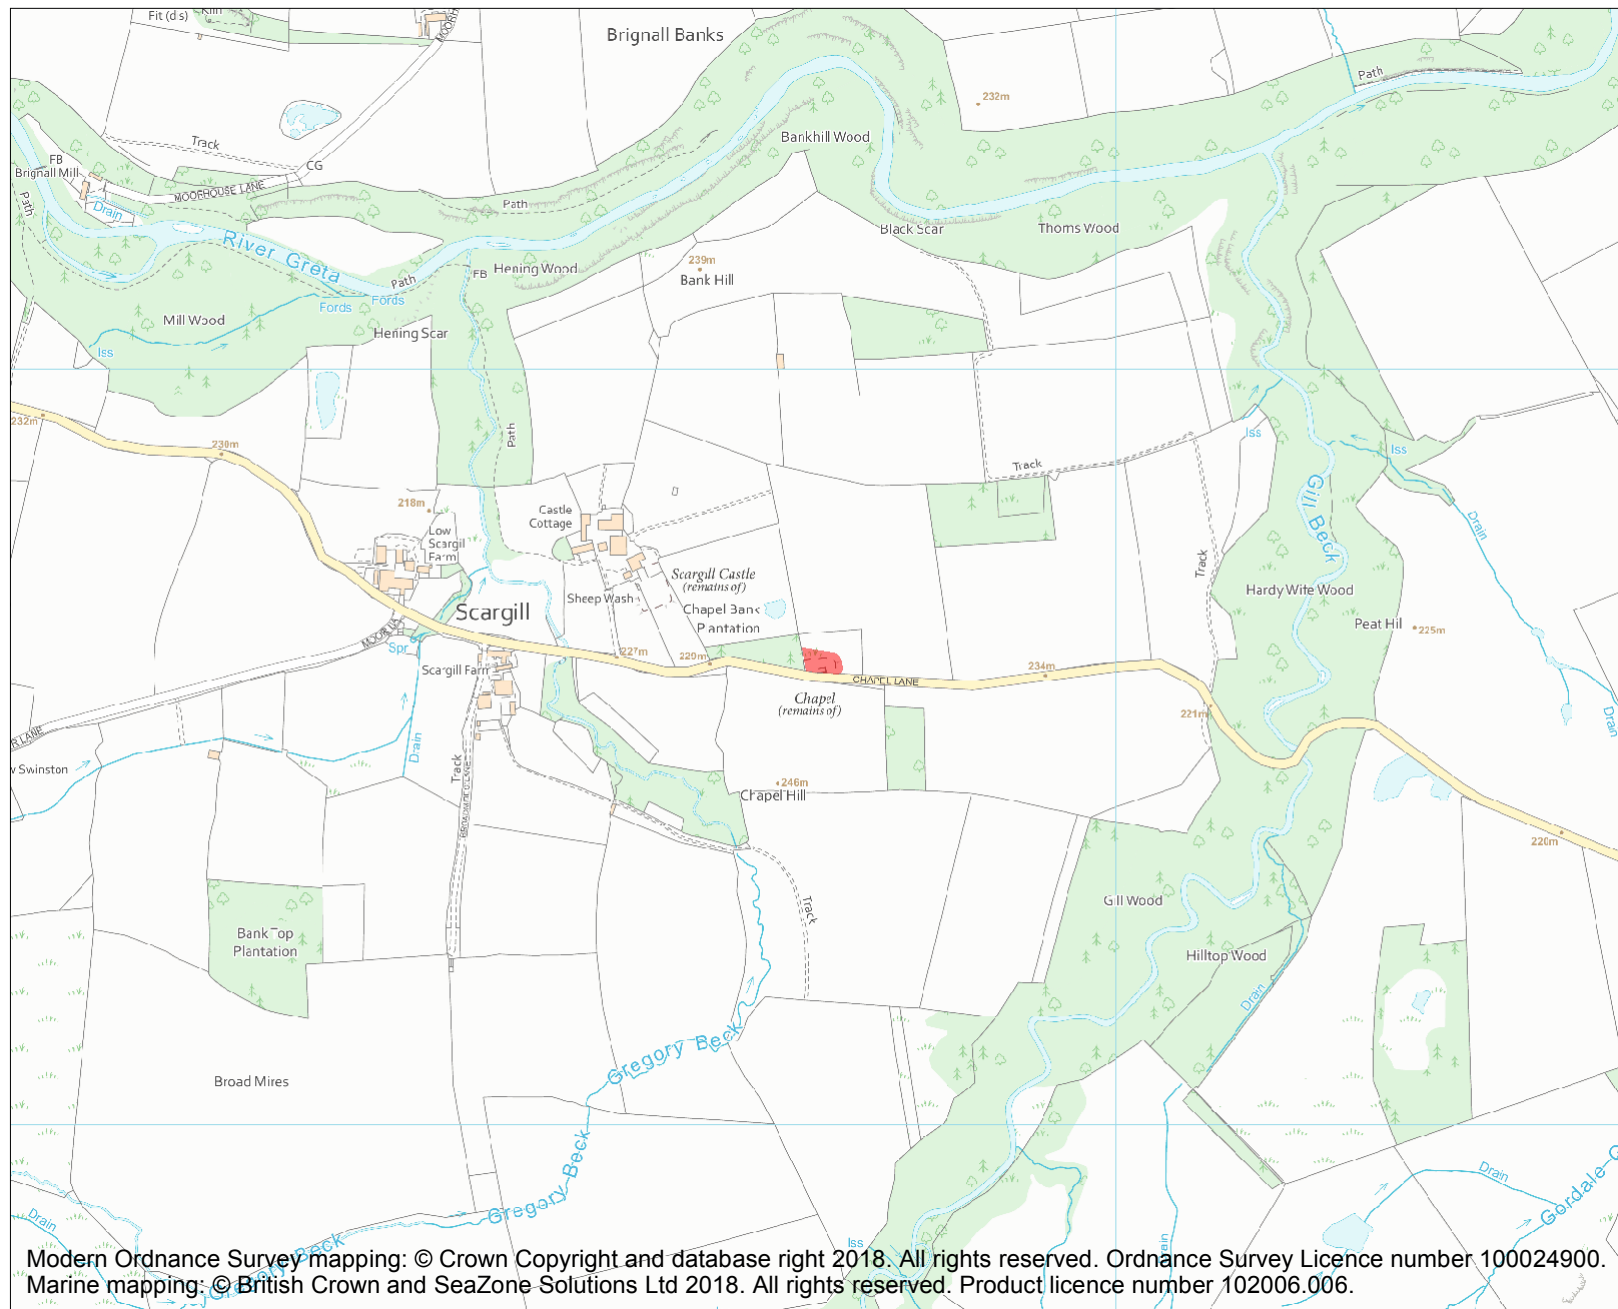 Fit (dis)
Kiln
MOORH
Brignall Banks
232m
Path
Track
CG
Bankhill Wood
FB
Brignall Mill
MOORHOUSE LANE
Path
Path
Drain
River Greta
Black Scar
Thoms Wood
239m
Bank Hill
FB
Hening Wood
Path
Fords
Fords
Mill Wood
Hening Scar
Iss
232m
230m
Path
Iss
Iss
Track
Gill Beck
218m
Castle
Cottage
Low
Scargill
Farm
Drain
Track
Scargill Castle
(remains of)
Sheep Wash
Chapel Bank
Plantation
Hardy Wife Wood
Scargill
Peat Hill
225m
Spr
227m
229m
Scargill Farm
234m
CHAPEL LANE
Chapel
(remains of)
221m
Drain
R LANE
Drain
w Swinston
Track
246m
Chapel Hill
220m
Track
Gill Wood
Bank Top
Plantation
Hilltop Wood
Drain
Gregory Beck
Broad Mires
Gregory Beck
Drain
Gordale G
Drain
Iss
Drain
Gregory Beck
Modern Ordnance Survey mapping: © Crown Copyright and database right 2018. All rights reserved. Ordnance Survey Licence number 100024900.
Marine mapping: © British Crown and SeaZone Solutions Ltd 2018. All rights reserved. Product licence number 102006.006.